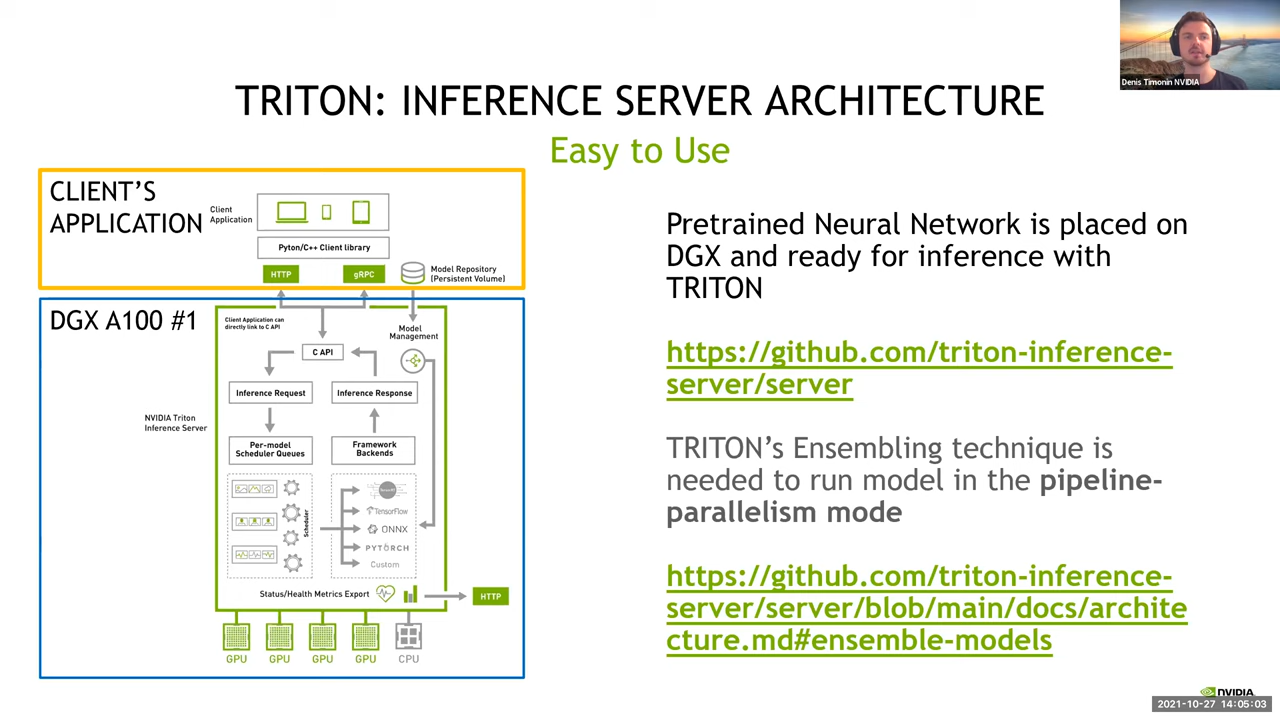 Denis Timonin NVIDIA
TRITON: INFERENCE SERVER ARCHITECTURE
Easy to Use
CLIENT'S
APPLICATION
Client
Application
Pyton/C++ Client library
HTTP
gRPC
Model Repository
(Persistent Volume)
DGX A100 #1
Client Application can
directly link to C API
Model
Management
C API
Inference Request
Inference Response
NVIDIA Triton
Inference Server
Per-model
Scheduler Queues
Framework
Backends
Scheduler
TensorFlow
ONNX
PYTORCH
Custom
Status/Health Metrics Export
HTTP
GPU
GPU
GPU
GPU
CPU
Pretrained Neural Network is placed on
DGX and ready for inference with
TRITON
https://github.com/triton-inference-
server/server
TRITON's Ensembling technique is
needed to run model in the pipeline-
parallelism mode
https://github.com/triton-inference-
server/server/blob/main/docs/archite
cture.md#ensemble-models
NVIDIA
2021-10-27 14:05:03